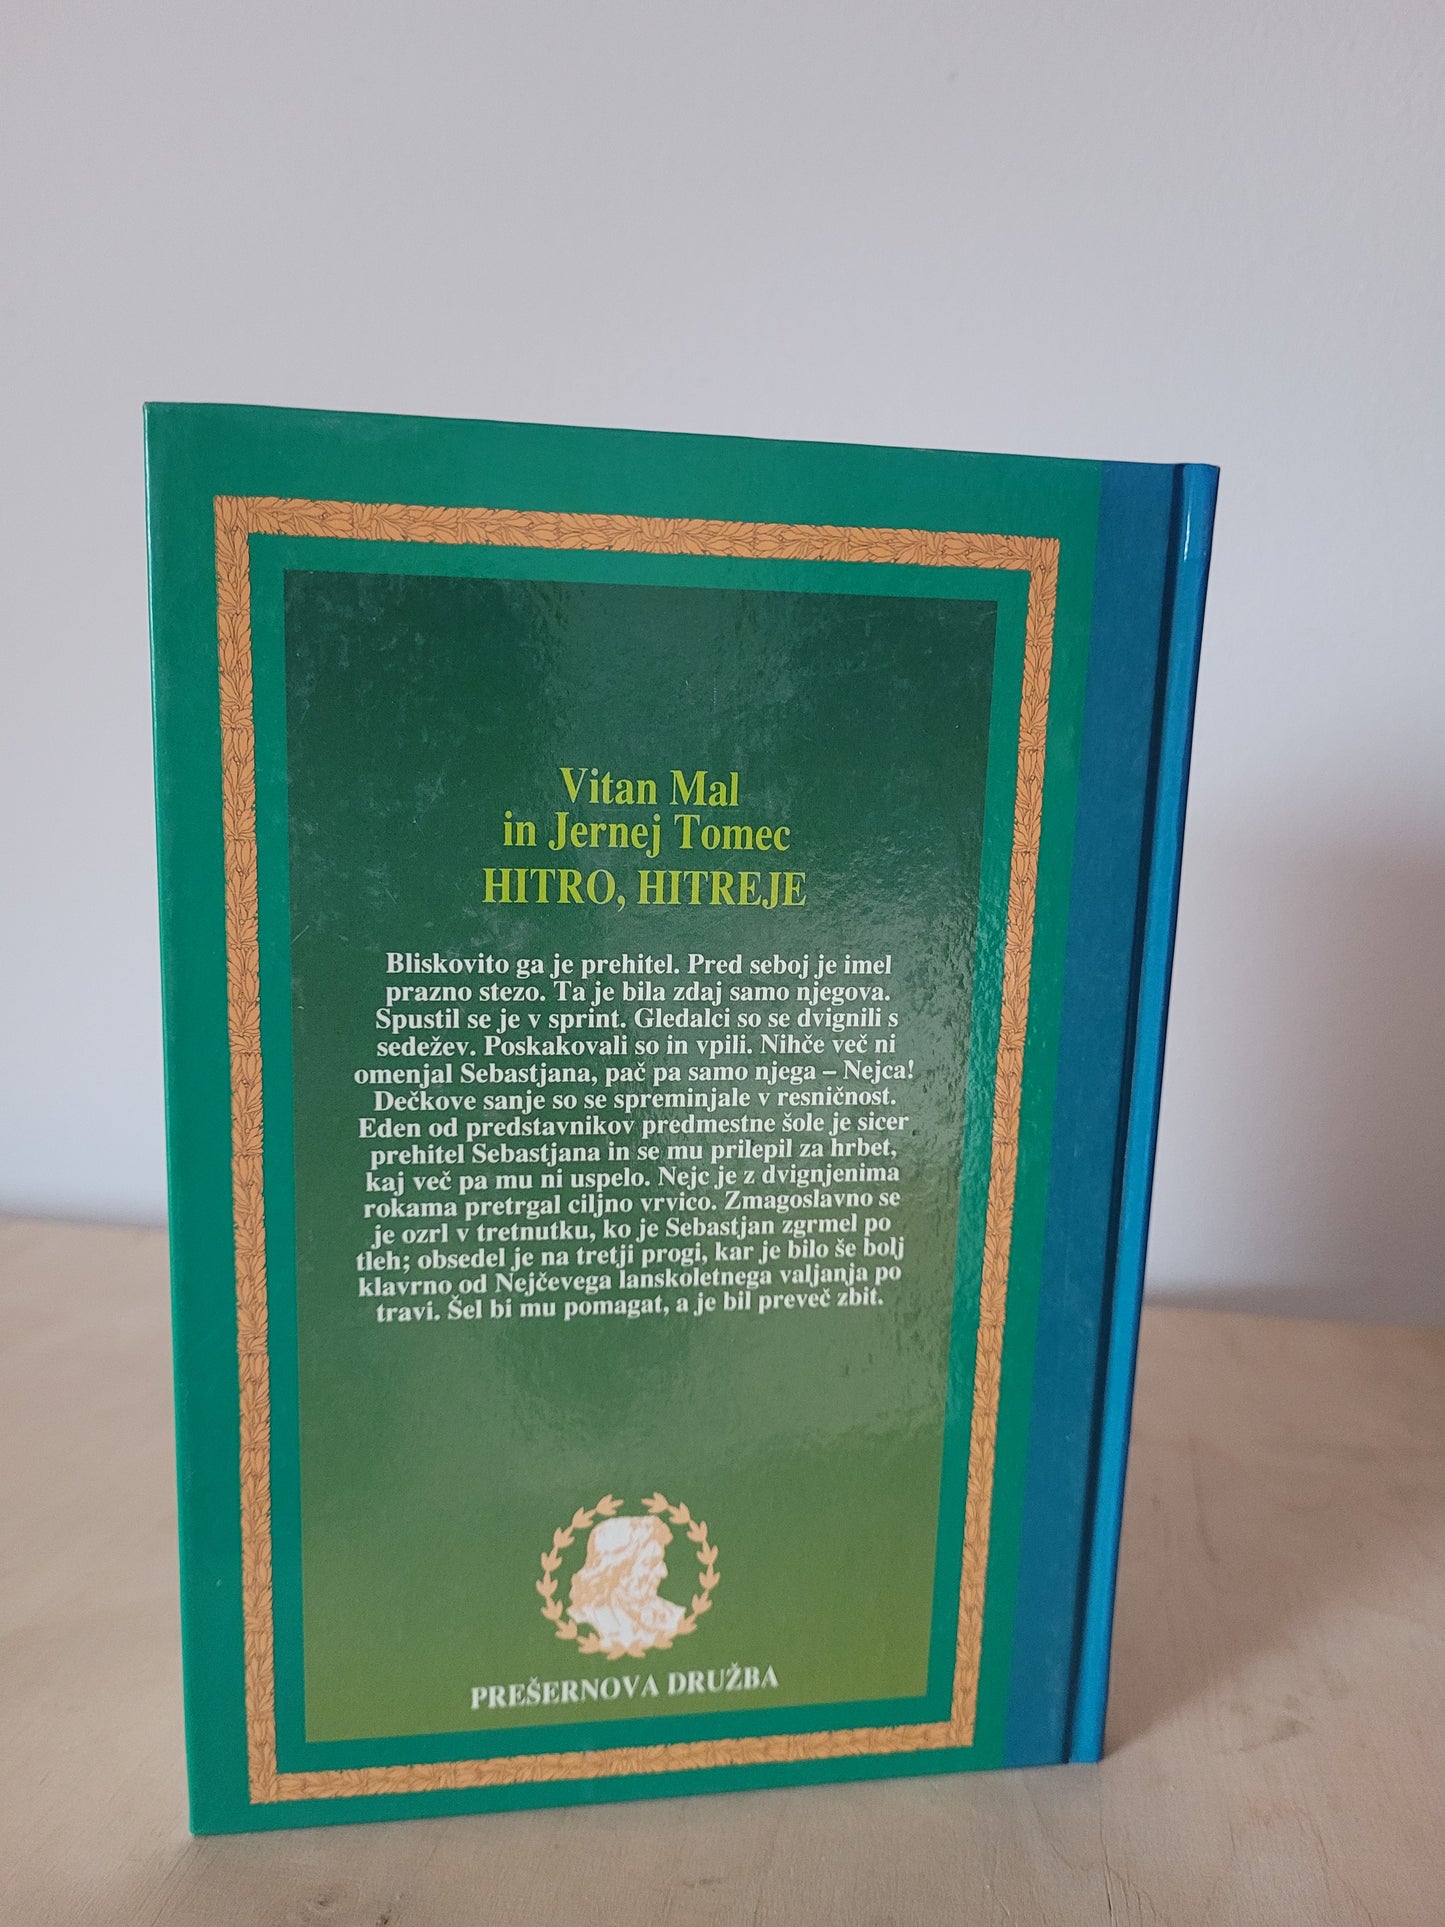 Vitan Mal
in Jernej Tomec
HITRO, HITREJE
Bliskovito ga je prehitel. Pred seboj je imel
prazno stezo. Ta je bila zdaj samo njegova.
Spustil se je v sprint. Gledalci so se dvignili s
sedežev. Poskakovali so in vpili. Nihče več ni
omenjal Sebastjana, pač pa samo njega – Nejca!
Dečkove sanje so se spreminjale v resničnost.
Eden od predstavnikov predmestne šole je sicer
prehitel Sebastjana in se mu prilepil za hrbet,
kaj več pa mu ni uspelo. Nejc je z dvignjenima
rokama pretrgal ciljno vrvico. Zmagoslavno se
je ozrl v tretnutku, ko je Sebastjan zgrmel po
tleh; obsedel je na tretji progi, kar je bilo še bolj
klavrno od Nejčevega lanskoletnega valjanja po
travi. Šel bi mu pomagat, a je bil preveč zbit.
PREŠERNOVA DRUŽBA